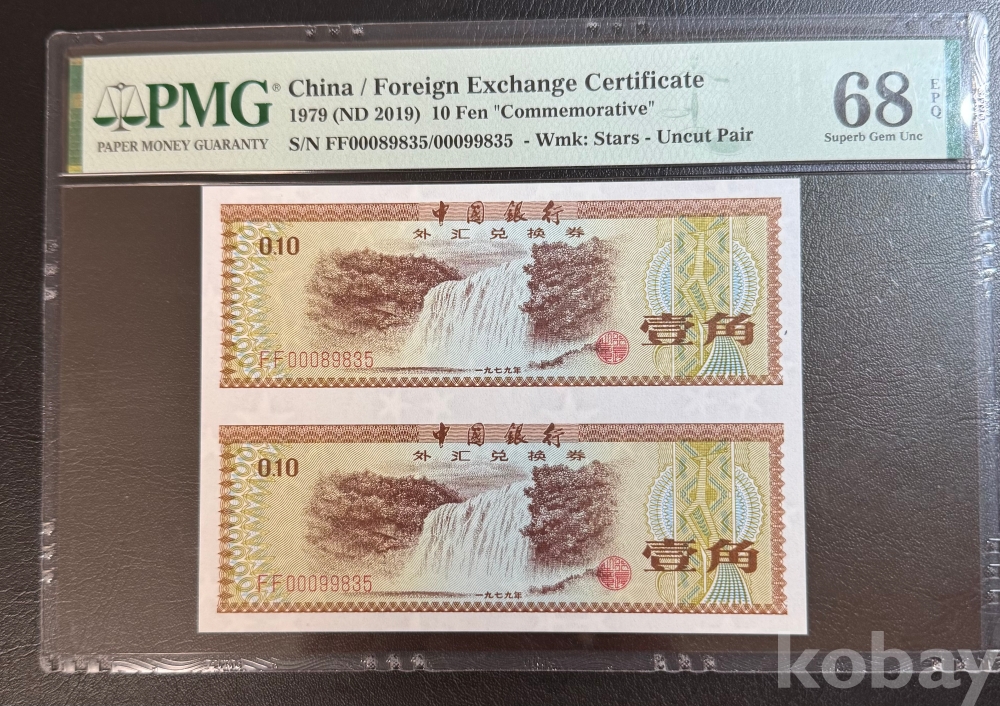 PMG®
PAPER MONEY GUARANTY
China / Foreign Exchange Certificate
1979 (ND 2019) 10 Fen "Commemorative"
S/N FF00089835/00099835 - Wmk: Stars - Uncut Pair
68
EPQ
Superb Gem Unc
中国银行
外汇兑换券
0.10
壹角
FF00089835
一九七九年
中国银行
外汇兑换券
0.10
壹角
FF00099835
一九七九年
kobay